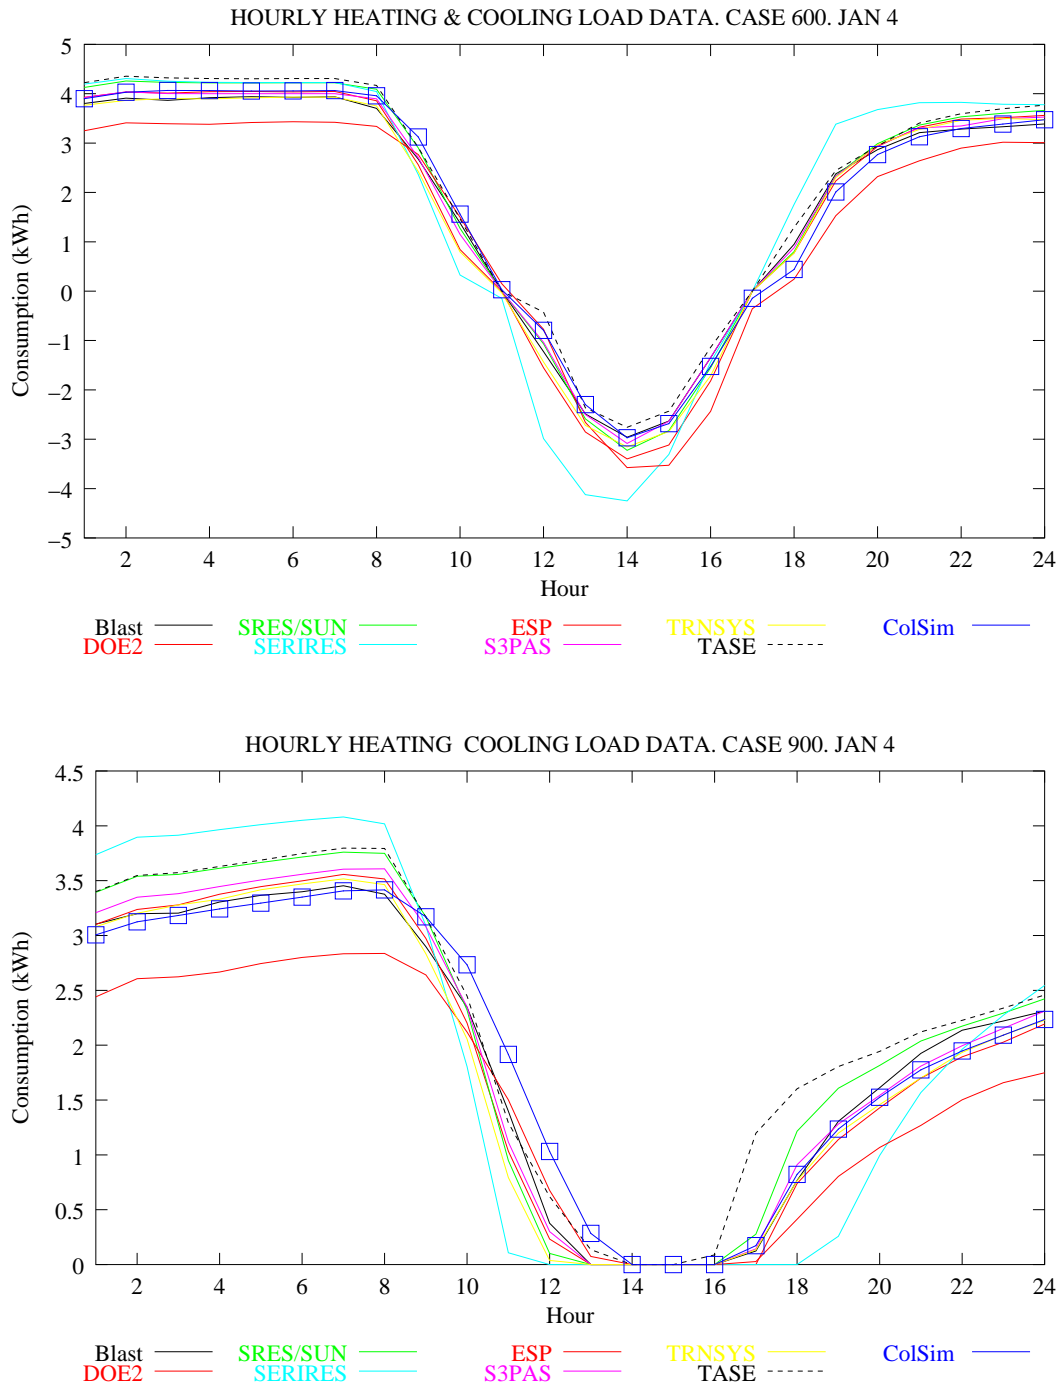 HOURLY HEATING & COOLING LOAD DATA. CASE 600. JAN 4
5
4
3
2
1
0
−1
−2
−3
−4
−5
Consumption (kWh)
2 4 6 8 10 12 14 16 18 20 22 24
Hour
Blast SRES/SUN ESP TRNSYS ColSim
DOE2 SERIRES S3PAS TASE
HOURLY HEATING COOLING LOAD DATA. CASE 900. JAN 4
4.5
4
3.5
3
2.5
2
1.5
1
0.5
0
Consumption (kWh)
2 4 6 8 10 12 14 16 18 20 22 24
Hour
Blast SRES/SUN ESP TRNSYS ColSim
DOE2 SERIRES S3PAS TASE